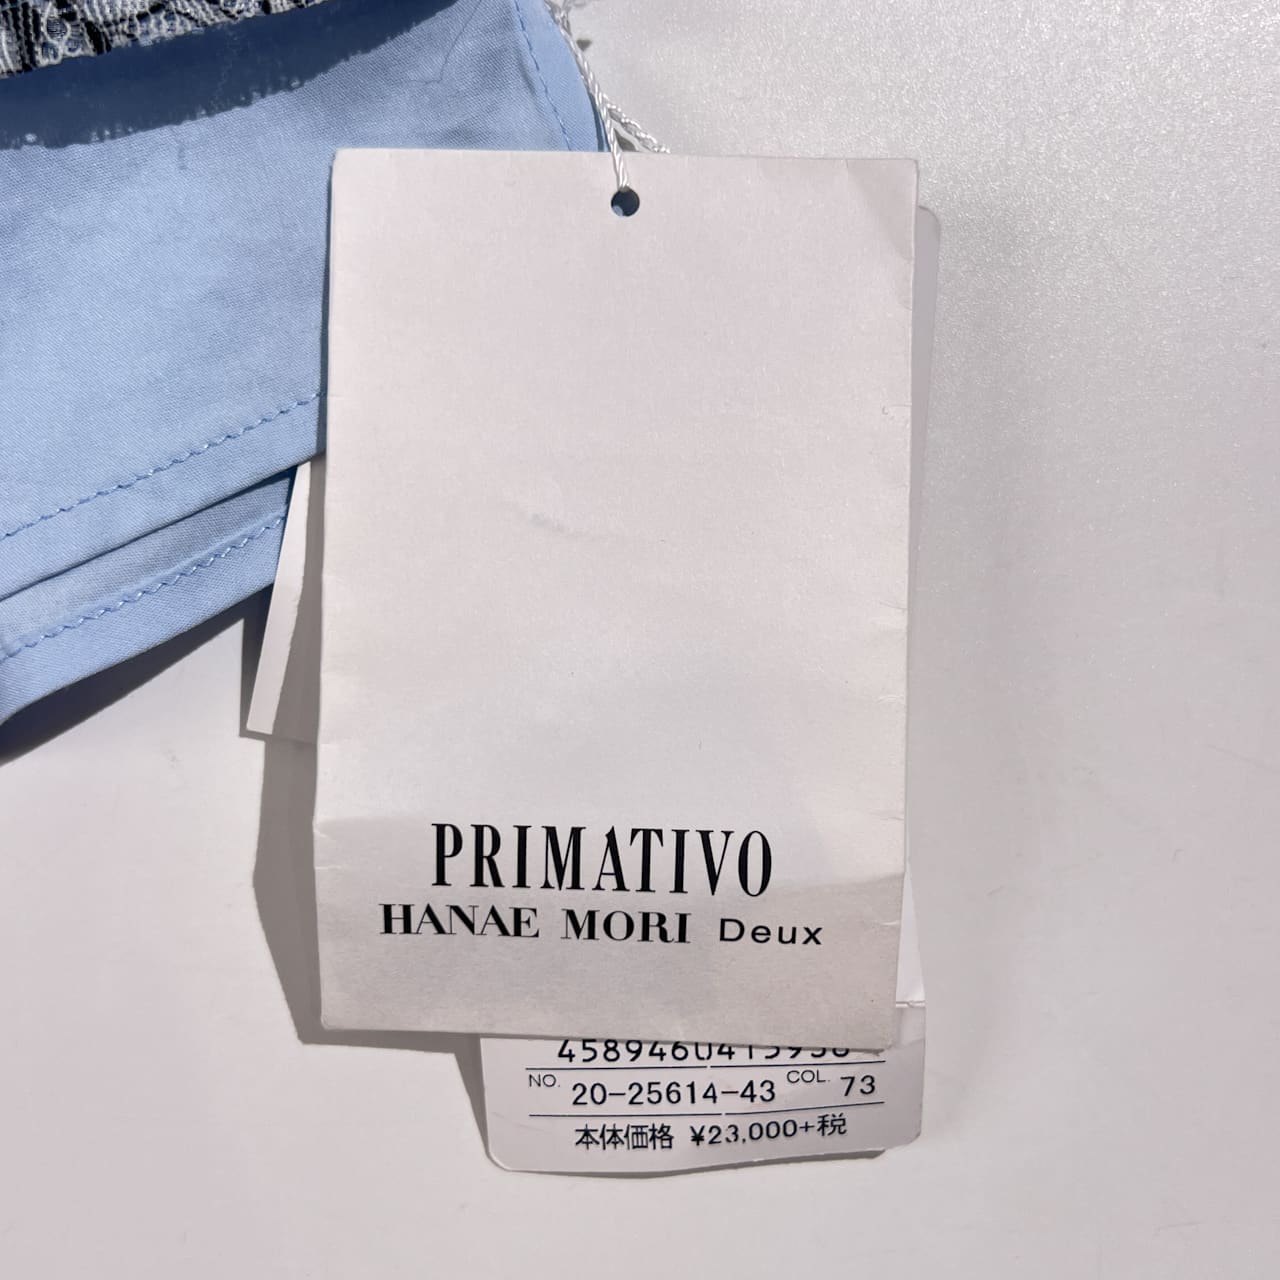 PRIMATIVO
HANAE MORI Deux
NO. 20-25614-43 COL. 73
本体価格 ¥23,000+税